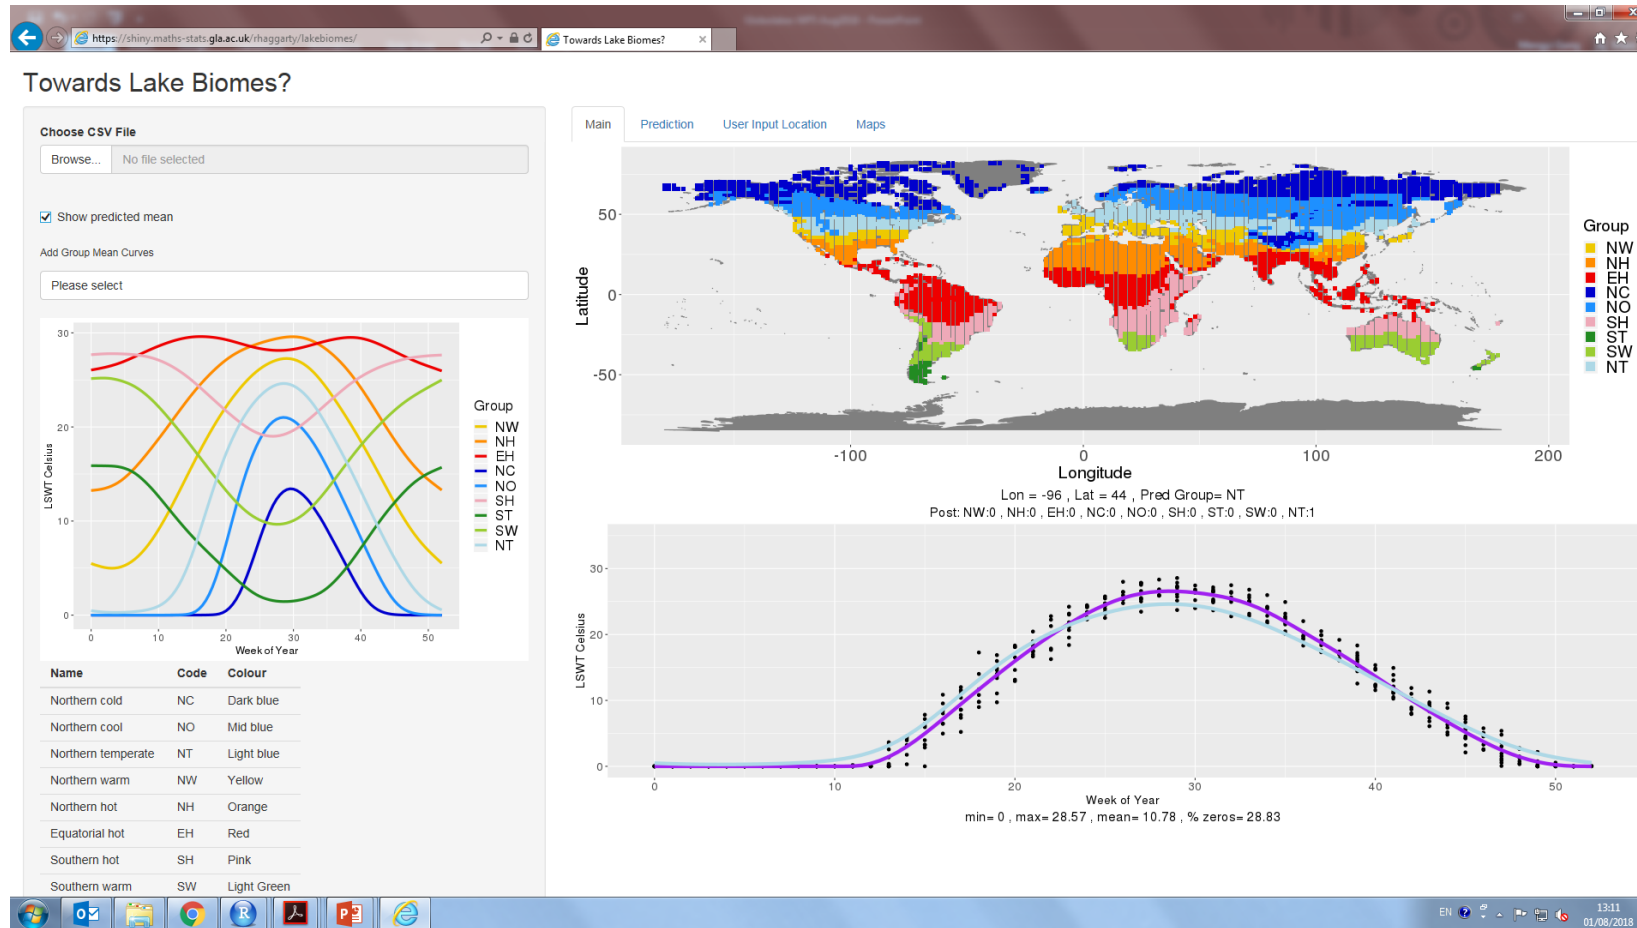 https://shiny.maths-stats.gla.ac.uk/rhaggarty/lakebiomes/
Towards Lake Biomes?
Towards Lake Biomes?
Choose CSV File
Browse... No file selected
Show predicted mean
Add Group Mean Curves
Please select
30
20
10
0
LSWT Celsius
0 10 20 30 40 50
Week of Year
Group
NW
NH
EH
NC
NO
SH
ST
SW
NT
Name Code Colour
Northern cold NC Dark blue
Northern cool NO Mid blue
Northern temperate NT Light blue
Northern warm NW Yellow
Northern hot NH Orange
Equatorial hot EH Red
Southern hot SH Pink
Southern warm SW Light Green
Main Prediction User Input Location Maps
50
0
-50
Latitude
-100 0 100 200
Longitude
Group
NW
NH
EH
NC
NO
SH
ST
SW
NT
Lon = -96 , Lat = 44 , Pred Group= NT
Post: NW:0 , NH:0 , EH:0 , NC:0 , NO:0 , SH:0 , ST:0 , SW:0 , NT:1
30
20
10
0
LSWT Celsius
0 10 20 30 40 50
Week of Year
min= 0 , max= 28.57 , mean= 10.78 , % zeros= 28.83
EN
13:11
01/08/2018